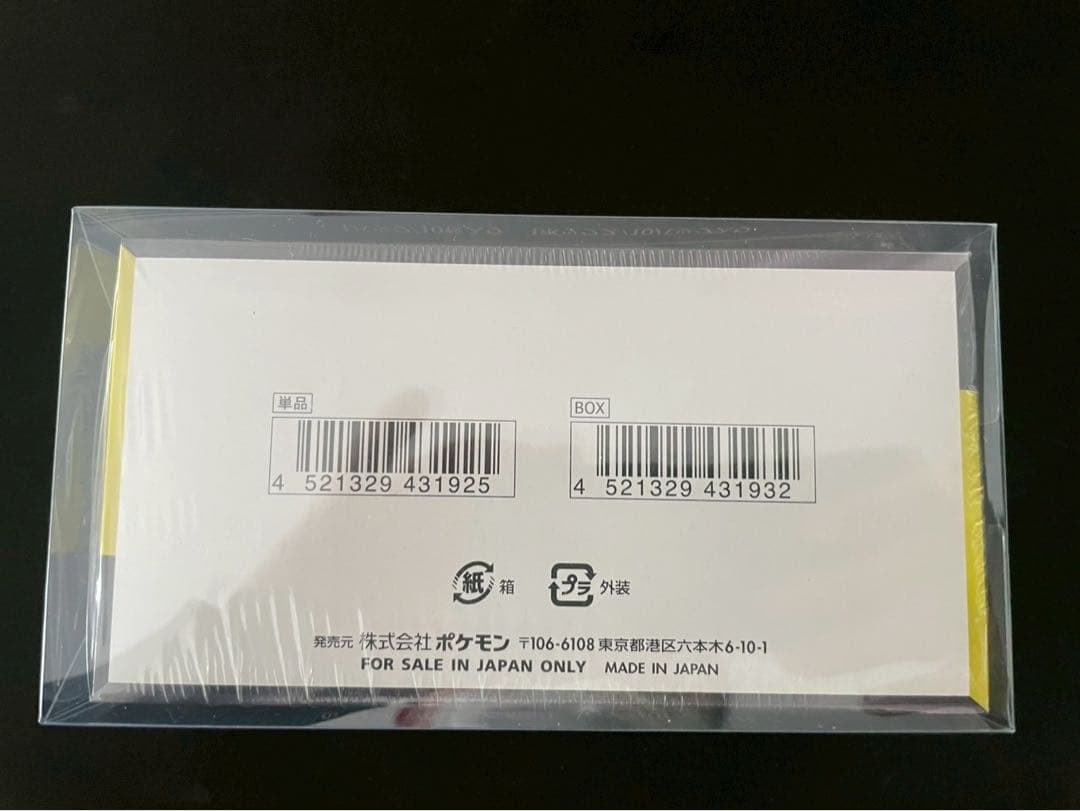 単品
4 521329 431925
BOX
4 521329 431932
紙 箱
プラ 外装
発売元 株式会社ポケモン 〒106-6108 東京都港区六本木6-10-1
FOR SALE IN JAPAN ONLY MADE IN JAPAN